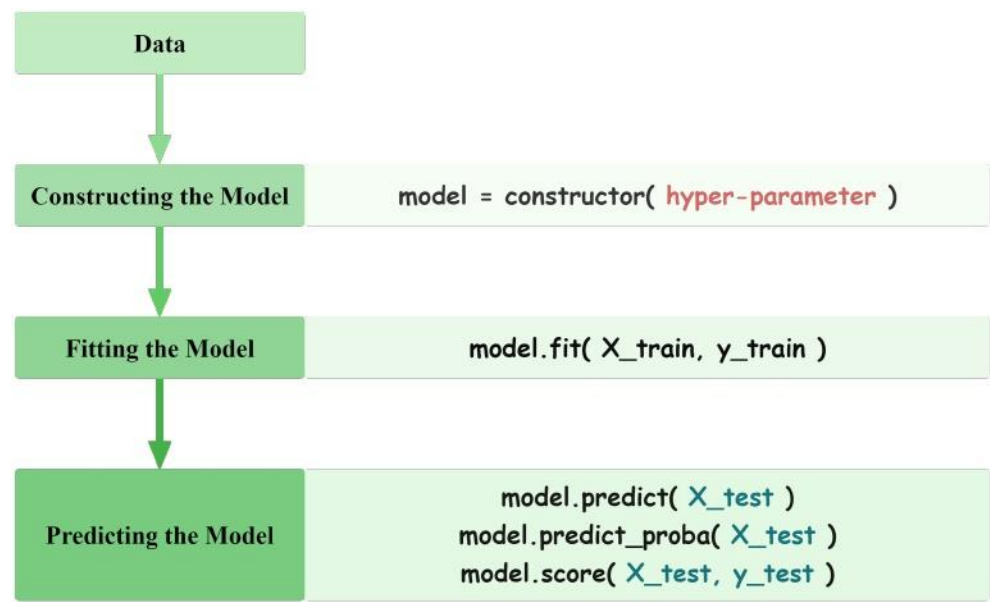 Data
Constructing the Model
model = constructor( hyper-parameter )
Fitting the Model
model.fit( X_train, y_train )
Predicting the Model
model.predict( X_test )
model.predict_proba( X_test )
model.score( X_test, y_test )